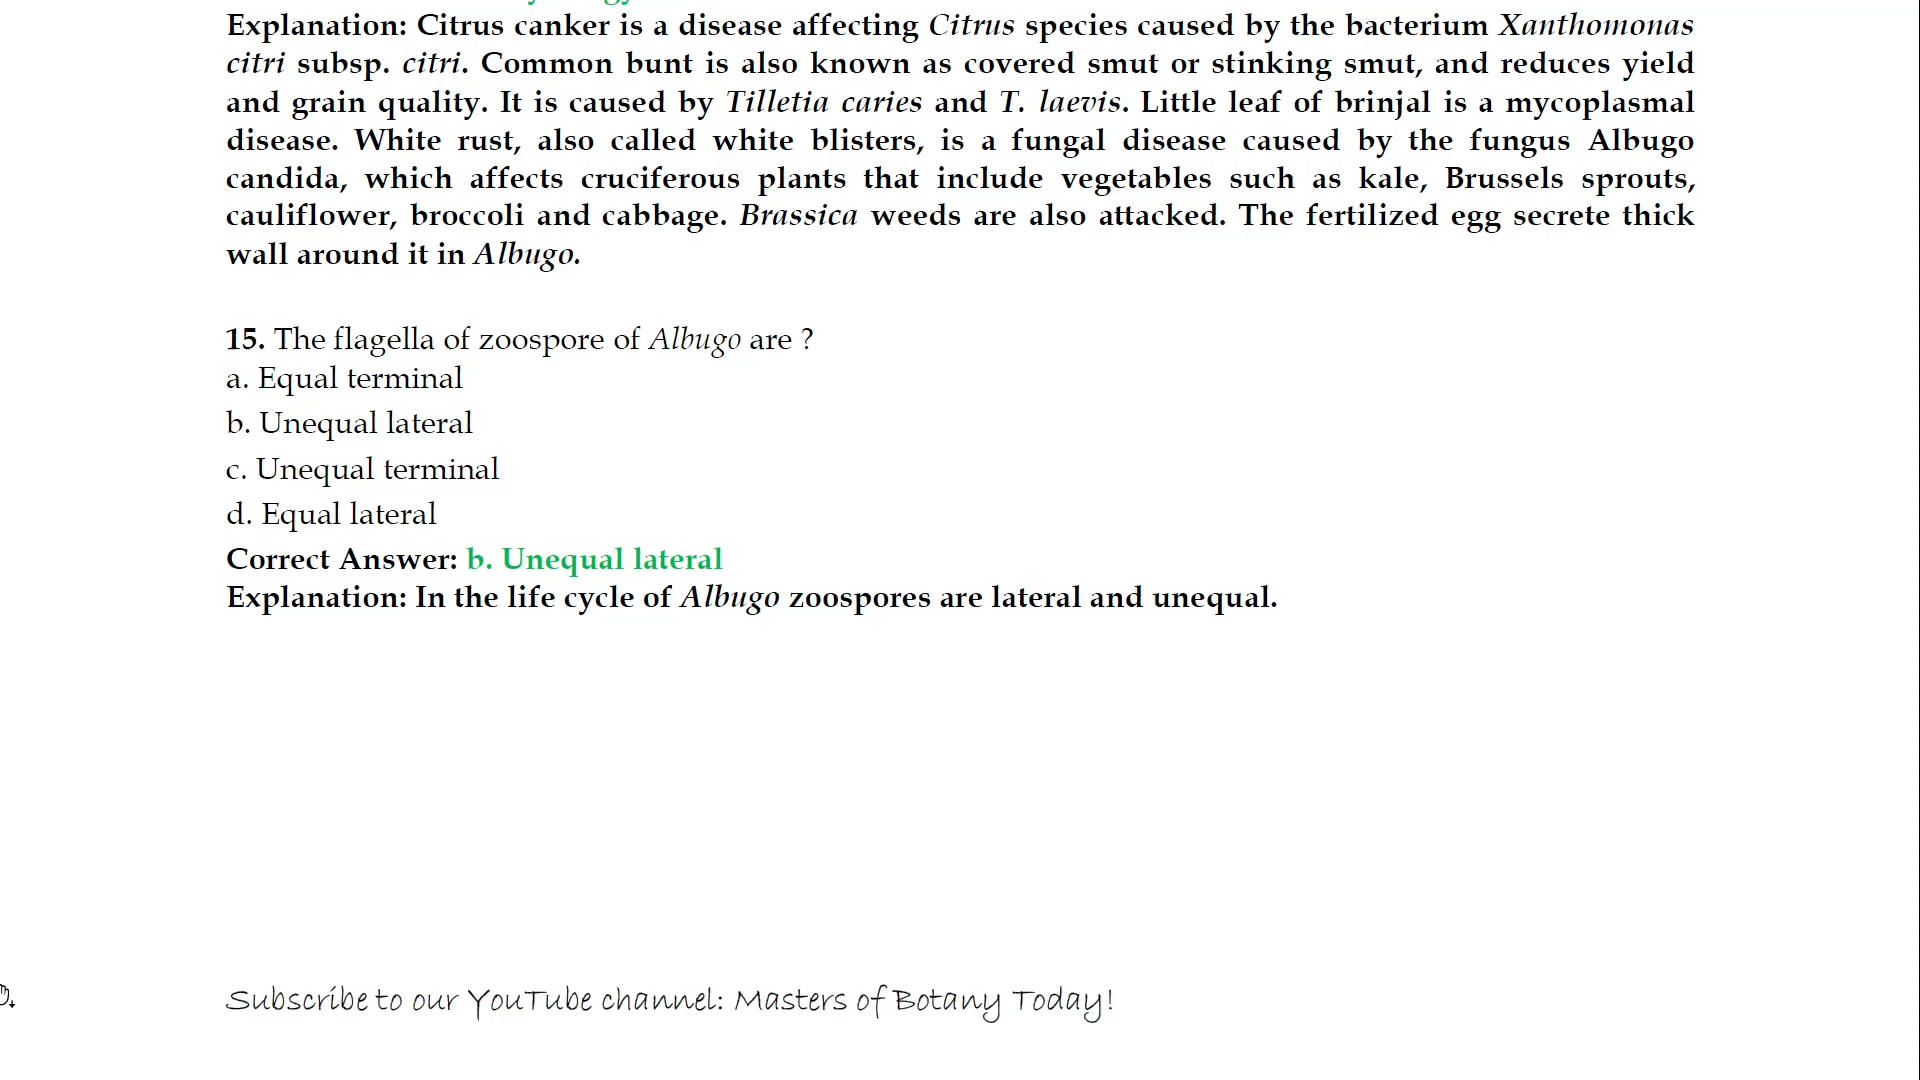 Explanation: Citrus canker is a disease affecting Citrus species caused by the bacterium Xanthomonas
citri subsp. citri. Common bunt is also known as covered smut or stinking smut, and reduces yield
and grain quality. It is caused by Tilletia caries and T. laevis. Little leaf of brinjal is a mycoplasmal
disease. White rust, also called white blisters, is a fungal disease caused by the fungus Albugo
candida, which affects cruciferous plants that include vegetables such as kale, Brussels sprouts,
cauliflower, broccoli and cabbage. Brassica weeds are also attacked. The fertilized egg secrete thick
wall around it in Albugo.
15. The flagella of zoospore of Albugo are ?
a. Equal terminal
b. Unequal lateral
c. Unequal terminal
d. Equal lateral
Correct Answer: b. Unequal lateral
Explanation: In the life cycle of Albugo zoospores are lateral and unequal.
Subscribe to our YouTube channel: Masters of Botany Today!